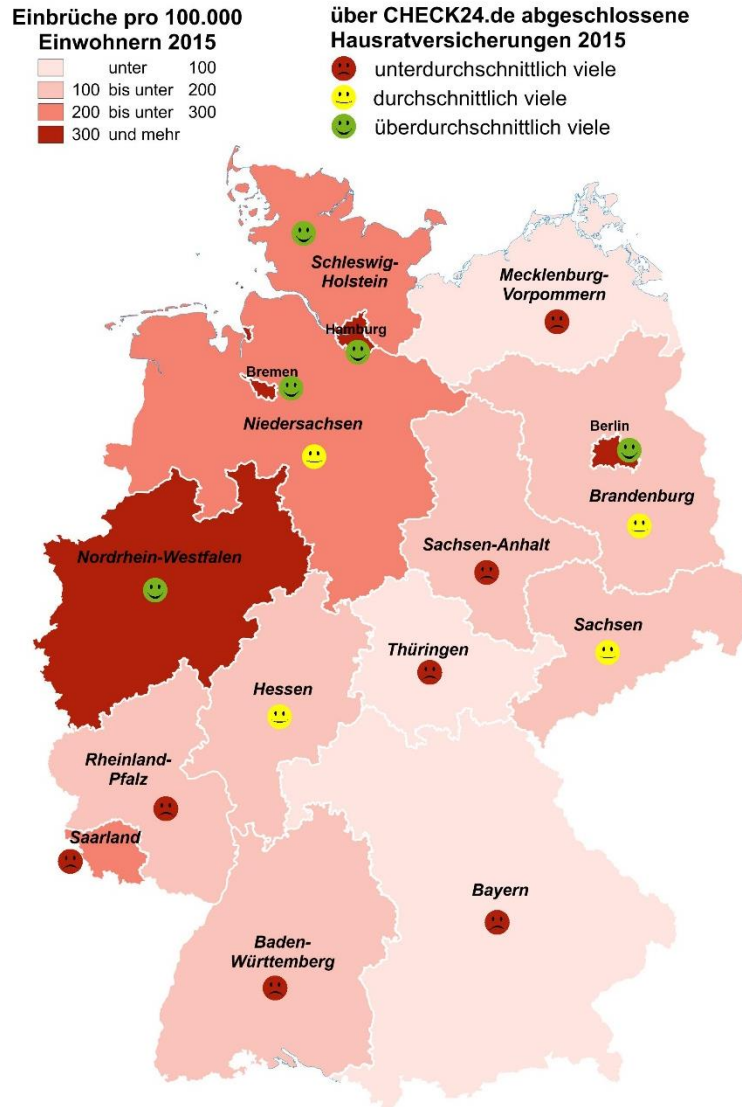 Einbrüche pro 100.000
Einwohnern 2015
unter 100
100 bis unter 200
200 bis unter 300
300 und mehr
über CHECK24.de abgeschlossene
Hausratversicherungen 2015
unterdurchschnittlich viele
durchschnittlich viele
überdurchschnittlich viele
Schleswig-
Holstein
Mecklenburg-
Vorpommern
Hamburg
Bremen
Niedersachsen
Berlin
Brandenburg
Nordrhein-Westfalen
Sachsen-Anhalt
Sachsen
Thüringen
Hessen
Rheinland-
Pfalz
Saarland
Bayern
Baden-
Württemberg